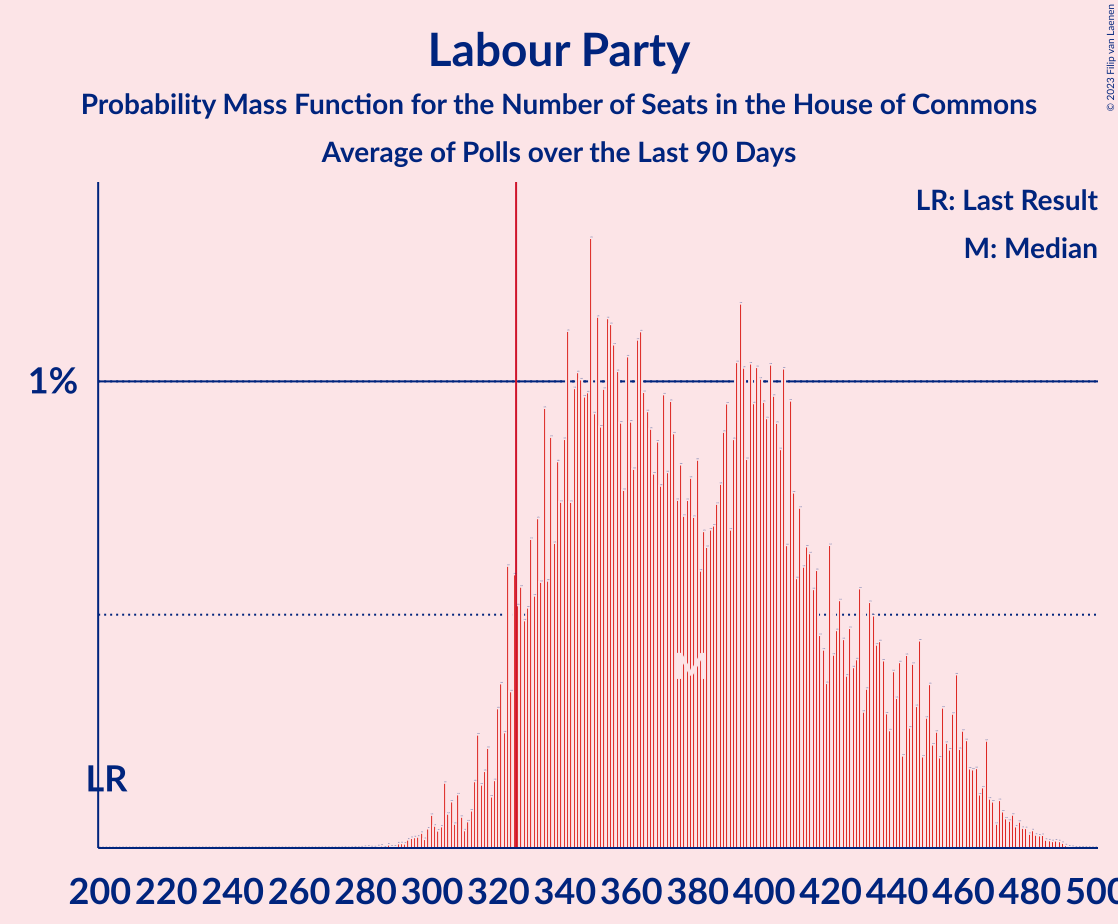 Labour Party
Probability Mass Function for the Number of Seats in the House of Commons
Average of Polls over the Last 90 Days
© 2023 Filip van Laenen
LR: Last Result
M: Median
1%
M
LR
200 220 240 260 280 300 320 340 360 380 400 420 440 460 480 500